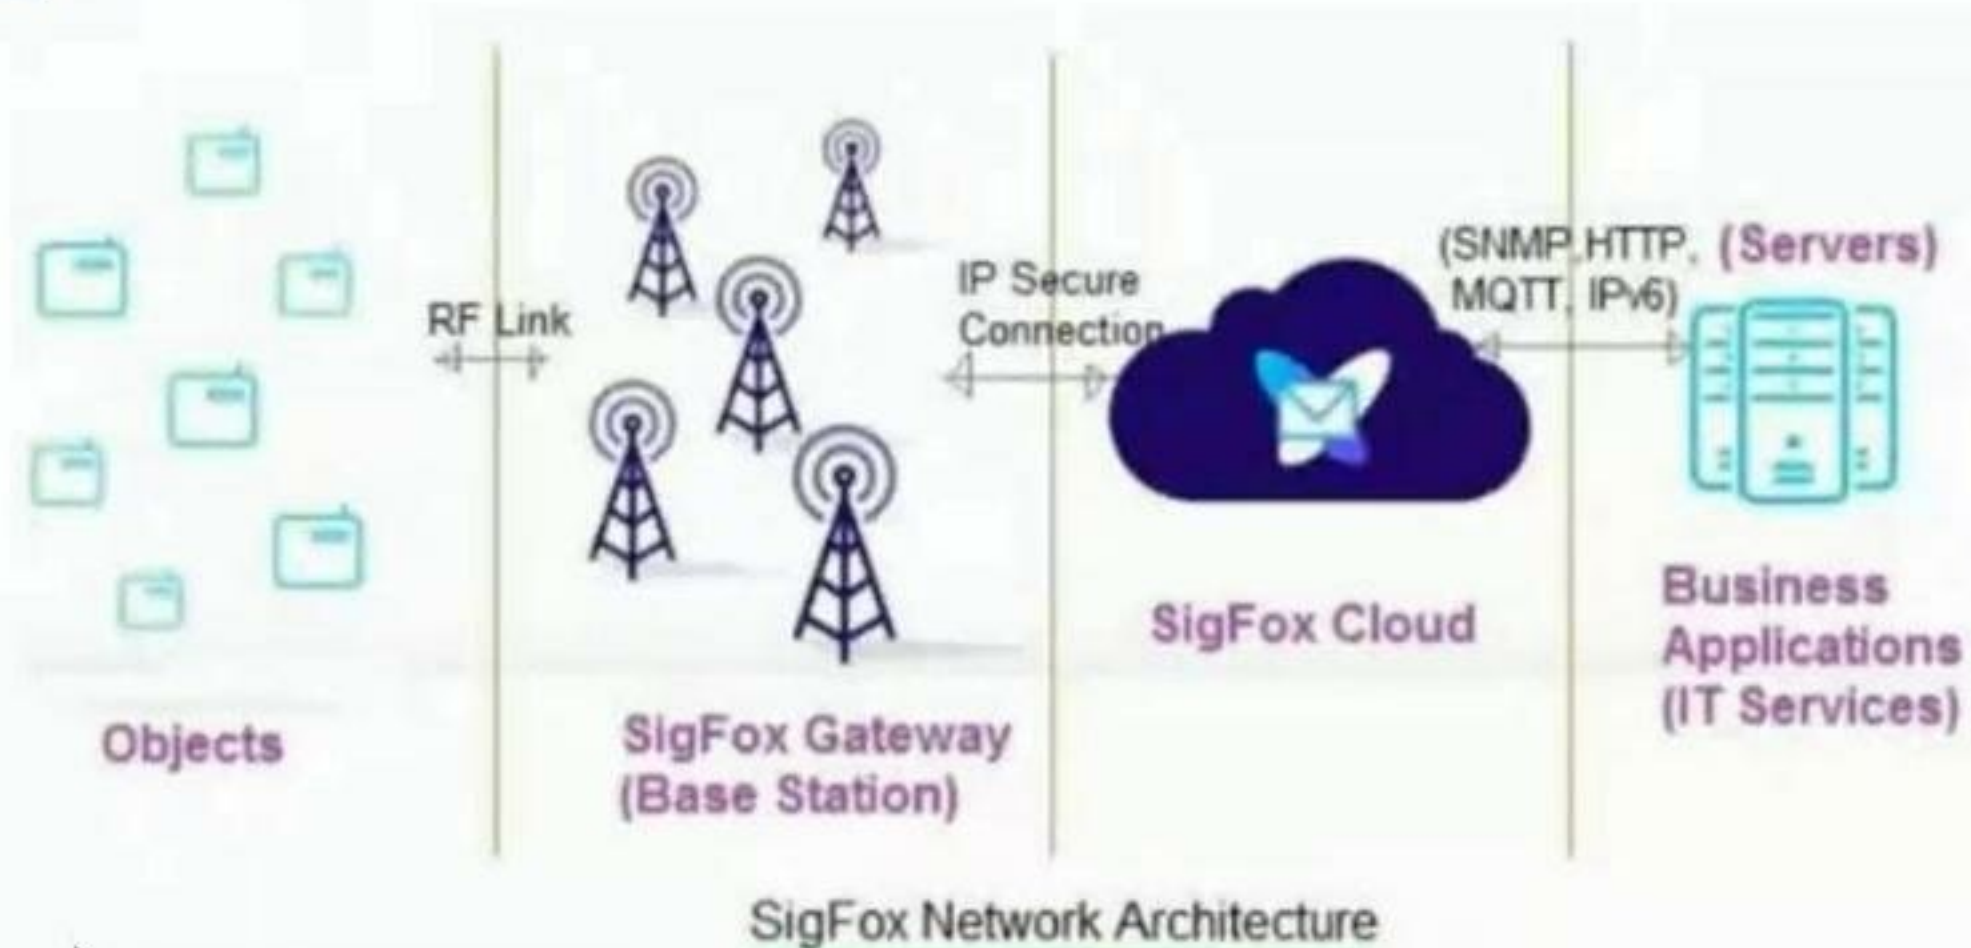 RF Link
IP Secure
Connection
(SNMP,HTTP,
MQTT, IPv6)
(Servers)
Objects
SigFox Gateway
(Base Station)
SigFox Cloud
Business
Applications
(IT Services)
SigFox Network Architecture